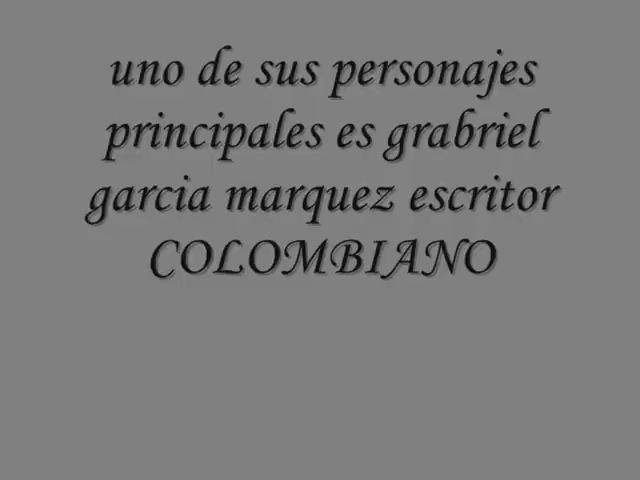 uno de sus personajes
principales es grabriel
garcia marquez escritor
COLOMBIANO